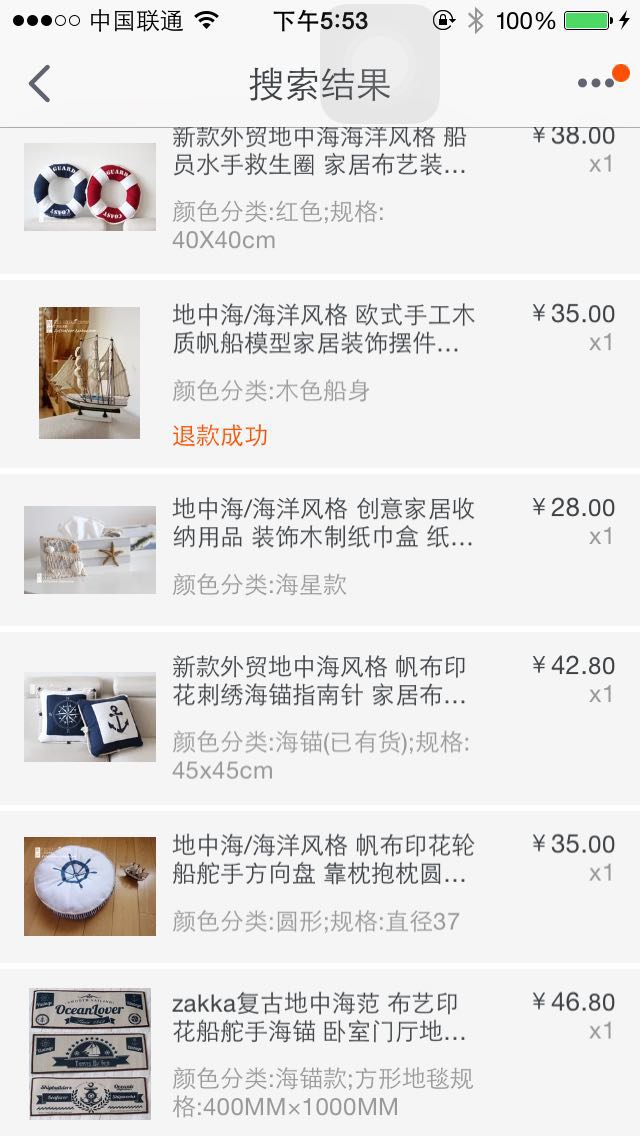 中国联通
下午5:53
100%
搜索结果
新款外贸地中海海洋风格 船
员水手救生圈 家居布艺装...
¥38.00
x1
颜色分类:红色;规格:
40X40cm
GUARD
COAST
GUARD
COAST
地中海/海洋风格 欧式手工木
质帆船模型家居装饰摆件...
¥35.00
x1
颜色分类:木色船身
退款成功
地中海/海洋风格 创意家居收
纳用品 装饰木制纸巾盒 纸...
¥28.00
x1
颜色分类:海星款
新款外贸地中海风格 帆布印
花刺绣海锚指南针 家居布...
¥42.80
x1
颜色分类:海锚(已有货);规格:
45x45cm
地中海/海洋风格 帆布印花轮
船舵手方向盘 靠枕抱枕圆...
¥35.00
x1
颜色分类:圆形;规格:直径37
zakka复古地中海范 布艺印
花船舵手海锚 卧室门厅地...
¥46.80
x1
颜色分类:海锚款;方形地毯规
格:400MM×1000MM
Vintage
SMOOTH SAILING
Vintage
OceanLover
Vintage
Vintage
Shipbuilders
Oceanic
Seafarer
Shipworks